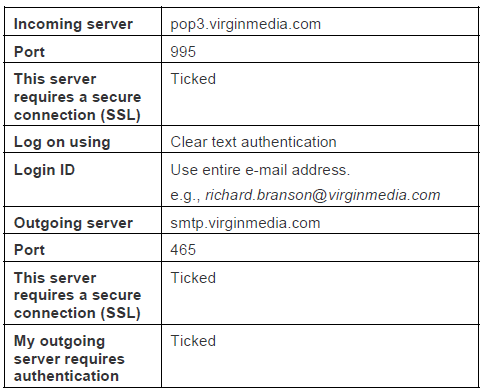 Incoming server pop3.virginmedia.com
Port 995
This server Ticked
requires a secure
connection (SSL)
Log on using Clear text authentication
Login ID Use entire e-mail address.
e.g., richard.branson@virginmedia.com
Outgoing server smtp.virginmedia.com
Port 465
This server Ticked
requires a secure
connection (SSL)
My outgoing Ticked
server requires
authentication